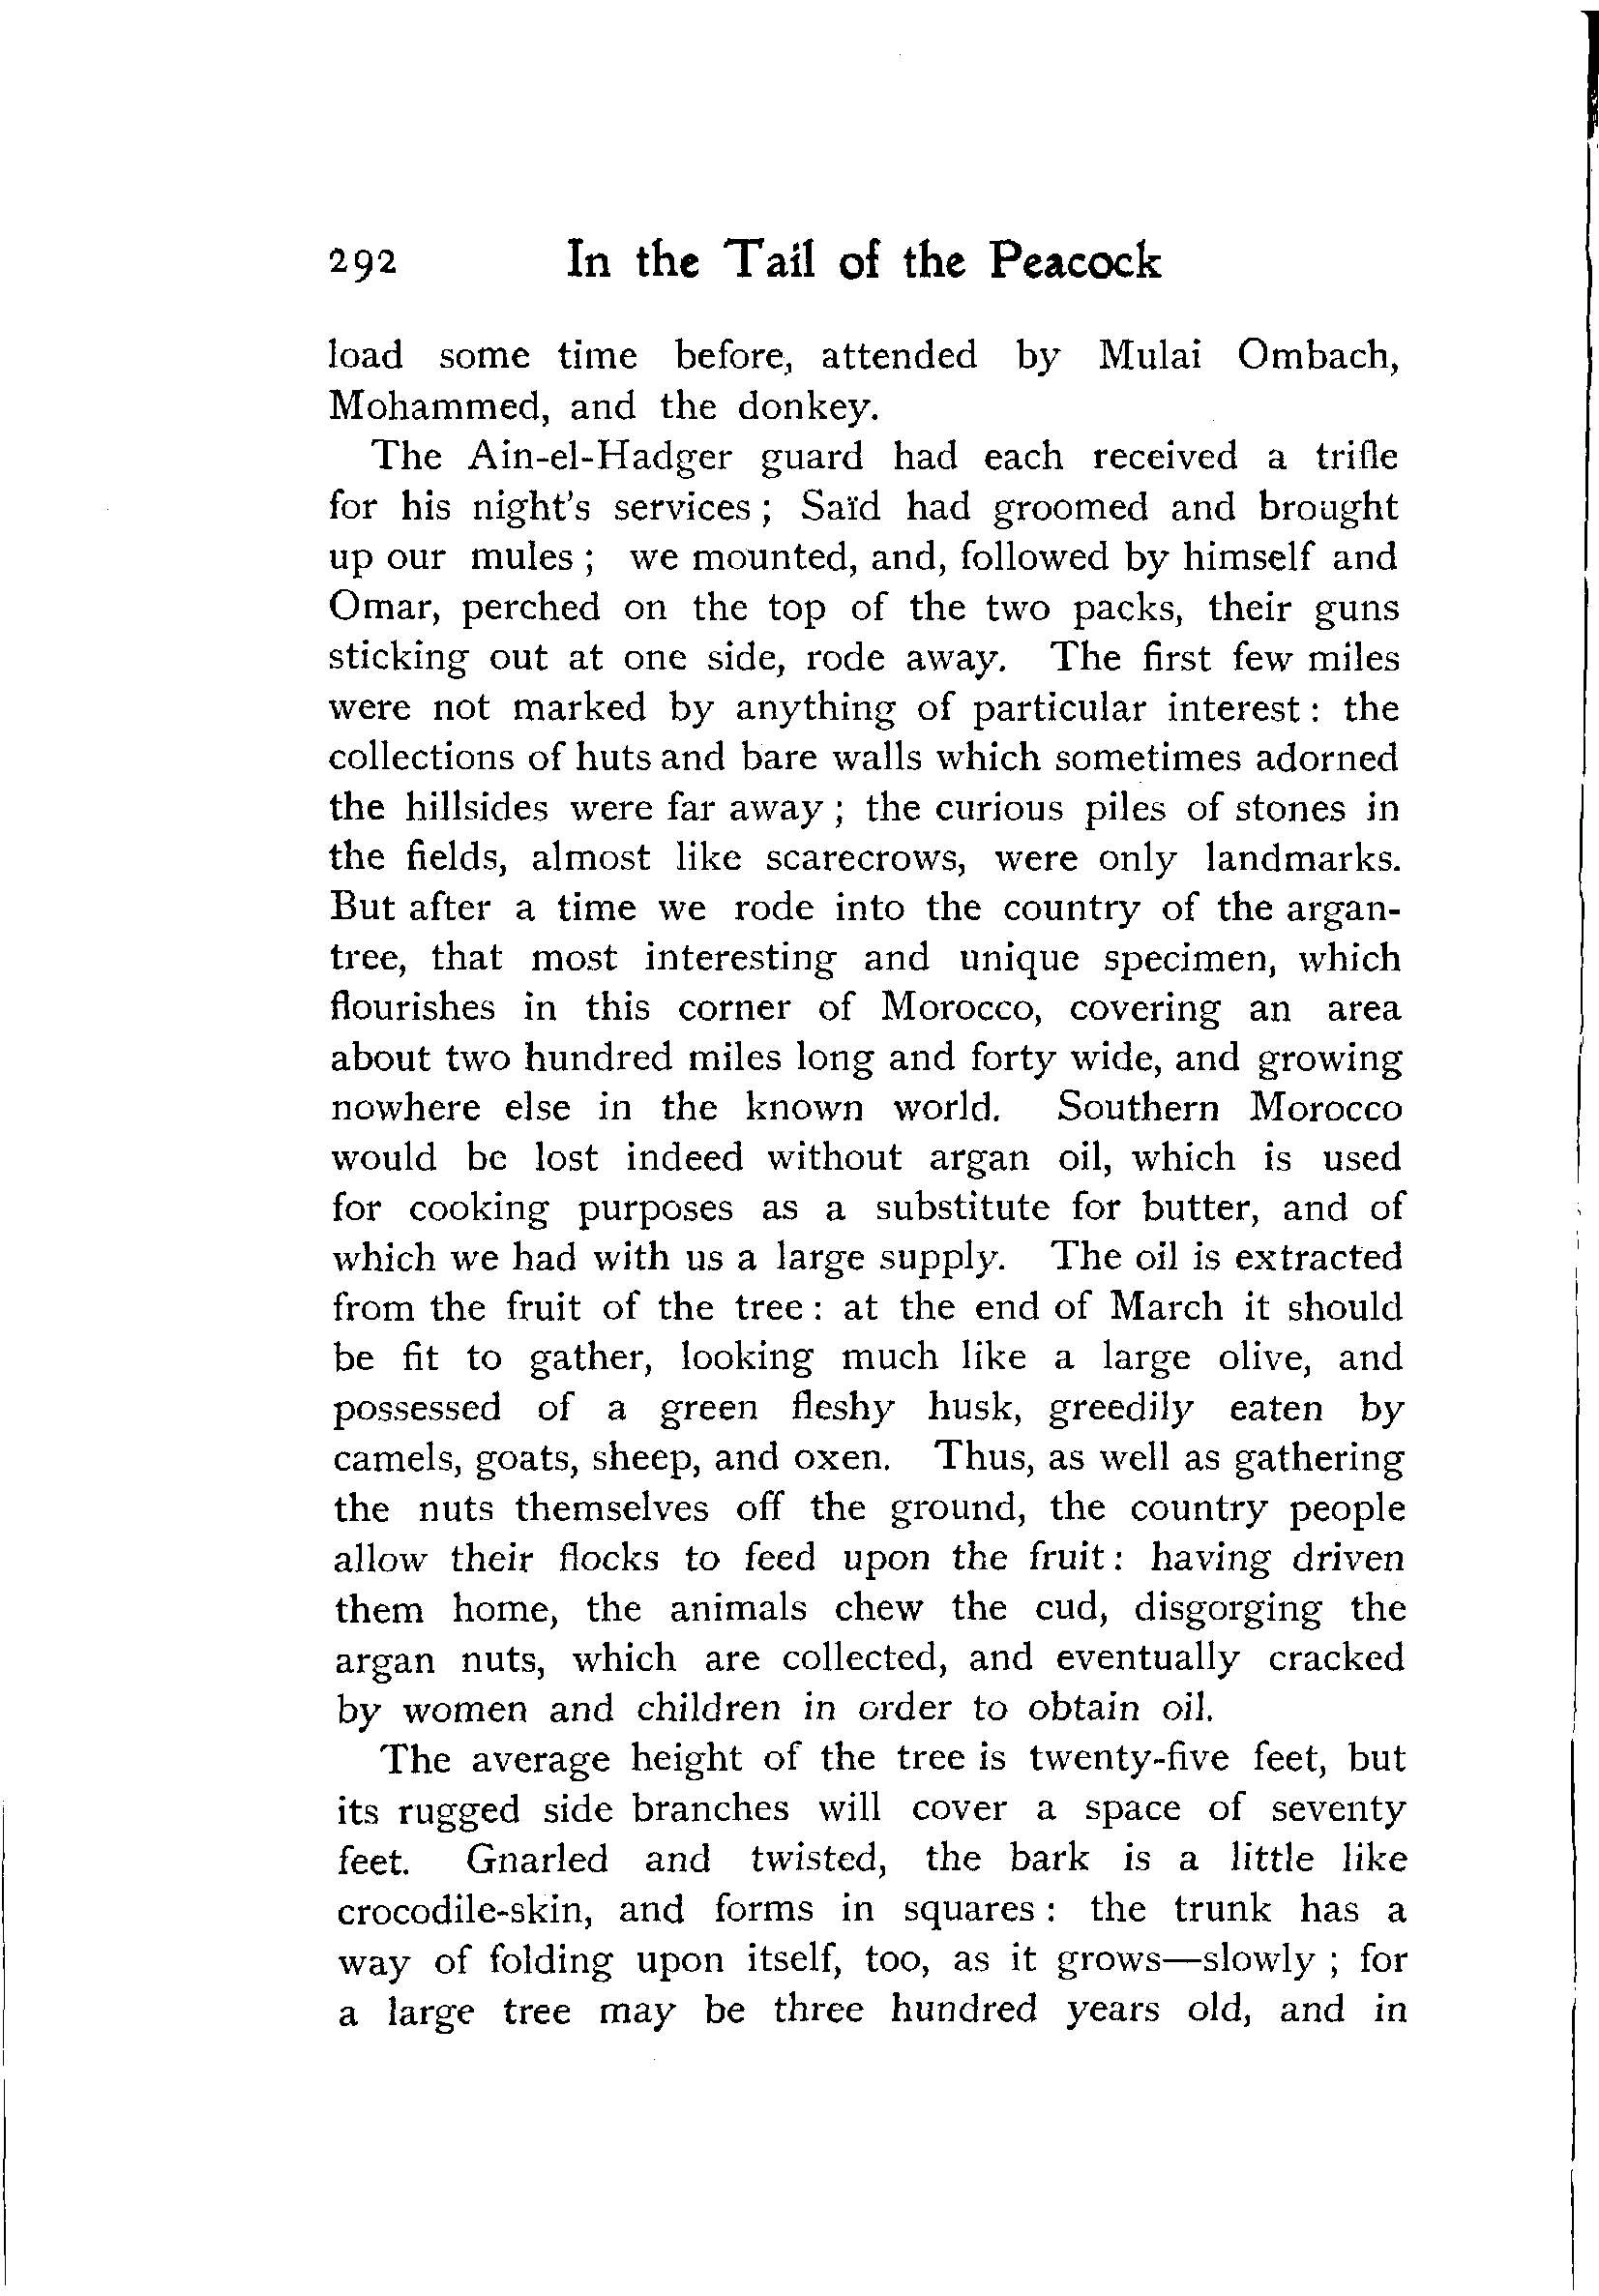 292 In the Tail of the Peacock
load some time before, attended by Mulai Ombach,
Mohammed, and the donkey.
The Ain-el-Hadger guard had each received a trifle
for his night's services ; Saïd had groomed and brought
up our mules ; we mounted, and, followed by himself and
Omar, perched on the top of the two packs, their guns
sticking out at one side, rode away. The first few miles
were not marked by anything of particular interest : the
collections of huts and bare walls which sometimes adorned
the hillsides were far away ; the curious piles of stones in
the fields, almost like scarecrows, were only landmarks.
But after a time we rode into the country of the argan-
tree, that most interesting and unique specimen, which
flourishes in this corner of Morocco, covering an area
about two hundred miles long and forty wide, and growing
nowhere else in the known world. Southern Morocco
would be lost indeed without argan oil, which is used
for cooking purposes as a substitute for butter, and of
which we had with us a large supply. The oil is extracted
from the fruit of the tree : at the end of March it should
be fit to gather, looking much like a large olive, and
possessed of a green fleshy husk, greedily eaten by
camels, goats, sheep, and oxen. Thus, as well as gathering
the nuts themselves off the ground, the country people
allow their flocks to feed upon the fruit : having driven
them home, the animals chew the cud, disgorging the
argan nuts, which are collected, and eventually cracked
by women and children in order to obtain oil.
The average height of the tree is twenty-five feet, but
its rugged side branches will cover a space of seventy
feet. Gnarled and twisted, the bark is a little like
crocodile-skin, and forms in squares : the trunk has a
way of folding upon itself, too, as it grows—slowly ; for
a large tree may be three hundred years old, and in